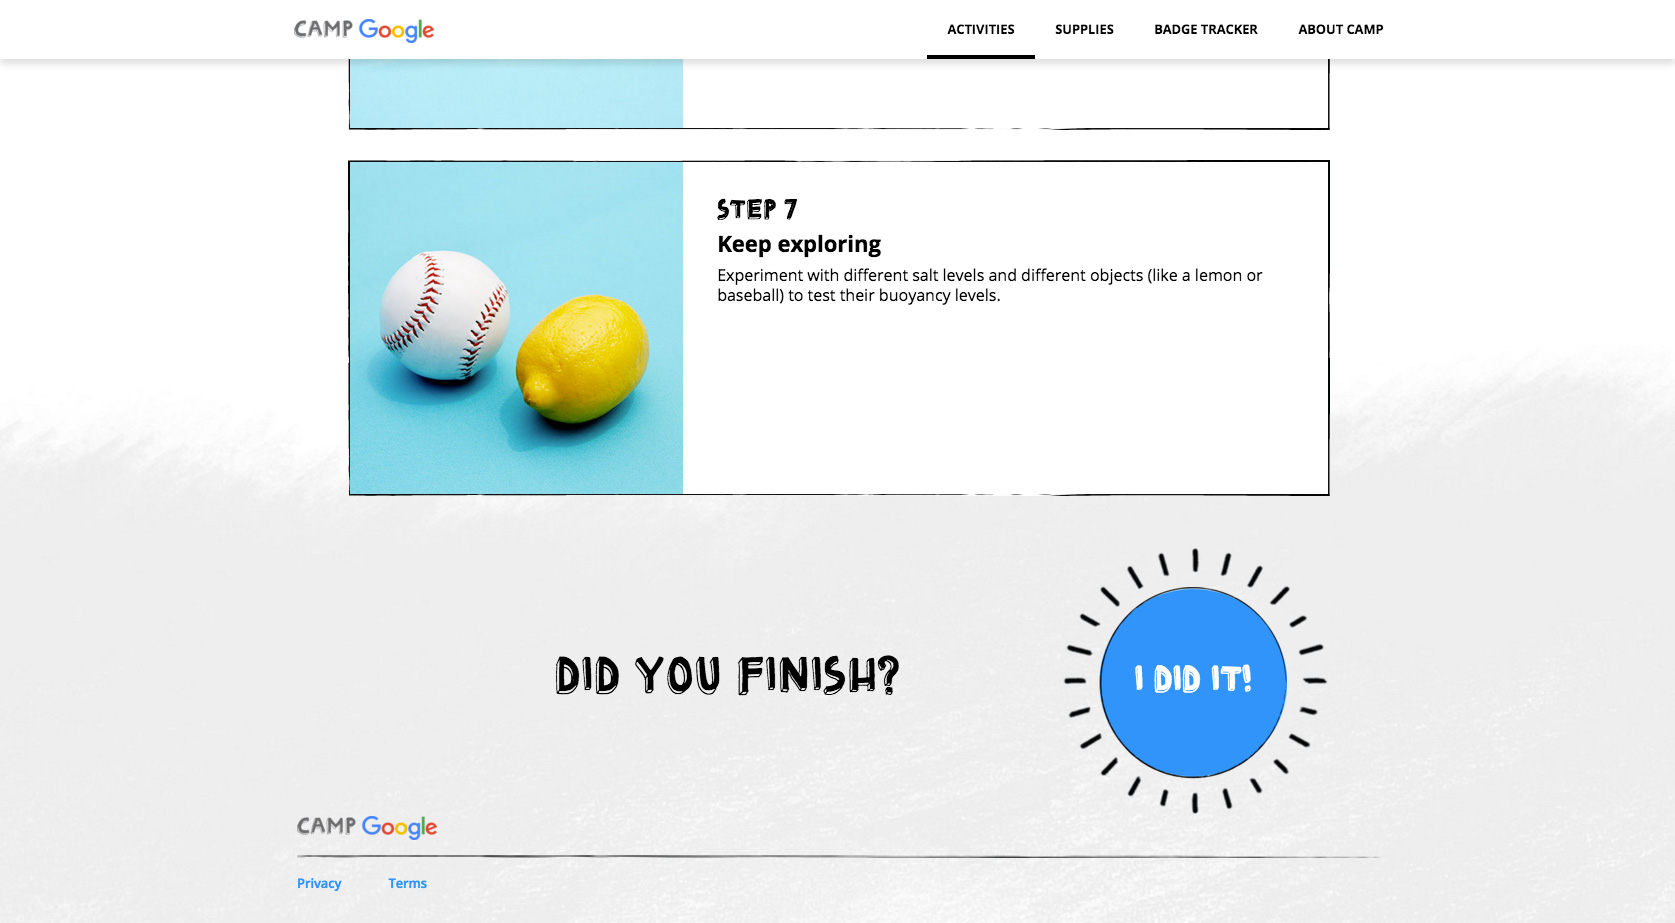 CAMP Google
ACTIVITIES
SUPPLIES
BADGE TRACKER
ABOUT CAMP
STEP 7
Keep exploring
Experiment with different salt levels and different objects (like a lemon or
baseball) to test their buoyancy levels.
DID YOU FINISH?
I DID IT!
CAMP Google
Privacy
Terms